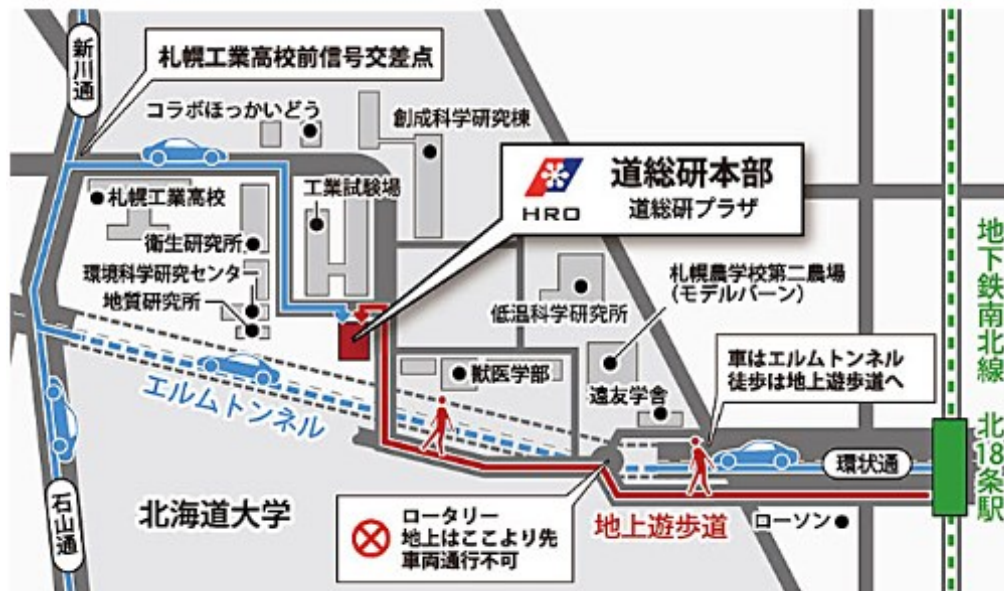 新川通
札幌工業高校前信号交差点
コラボほっかいどう
創成科学研究棟
HRO
道総研本部
道総研プラザ
札幌工業高校
工業試験場
衛生研究所
環境科学研究センタ
地質研究所
低温科学研究所
札幌農学校第二農場
(モデルバーン)
地下鉄南北線 北18条駅
車はエルムトンネル
徒歩は地上遊歩道へ
獣医学部
遠友学舎
エルムトンネル
環状通
石山通
北海道大学
ロータリー
地上はここより先
車両通行不可
地上遊歩道
ローソン